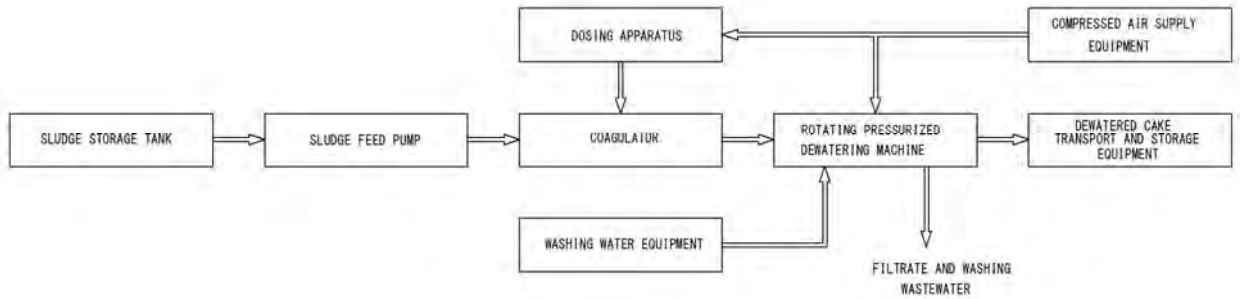 DOSING APPARATUS
COMPRESSED AIR SUPPLY
EQUIPMENT
SLUDGE STORAGE TANK
SLUDGE FEED PUMP
COAGULATOR
ROTATING PRESSURIZED
DEWATERING MACHINE
DEWATERED CAKE
TRANSPORT AND STORAGE
EQUIPMENT
WASHING WATER EQUIPMENT
FILTRATE AND WASHING
WASTEWATER